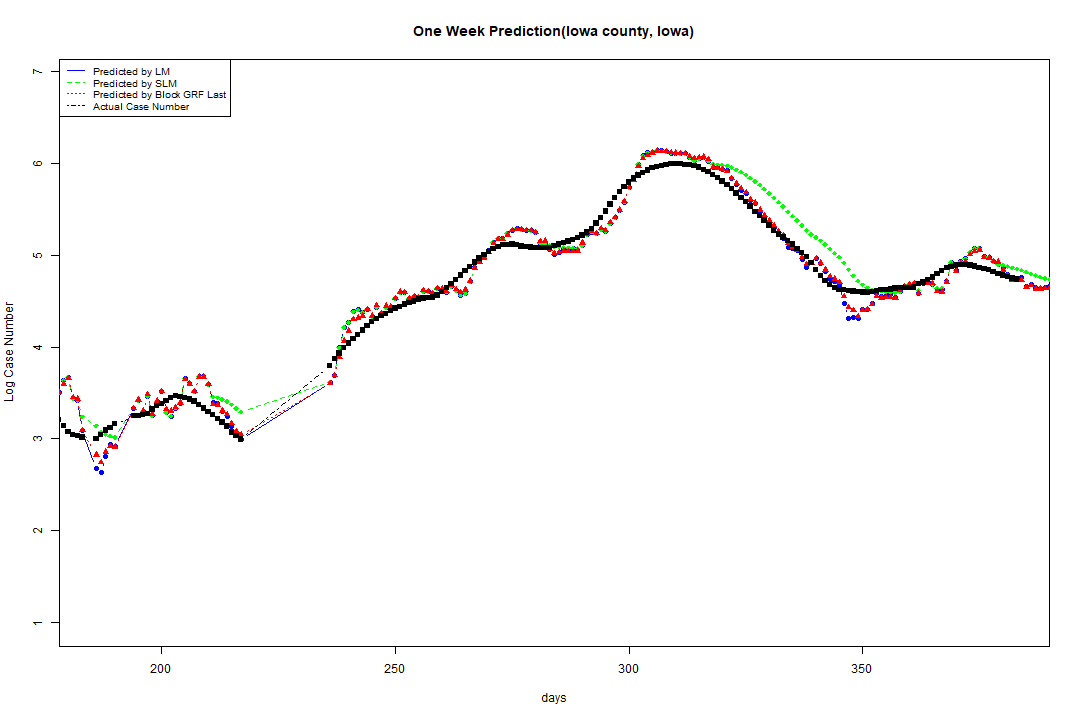 One Week Prediction(Iowa county, Iowa)
Predicted by LM
Predicted by SLM
Predicted by Block GRF Last
Actual Case Number
7
6
5
4
3
2
1
Log Case Number
200 250 300 350
days